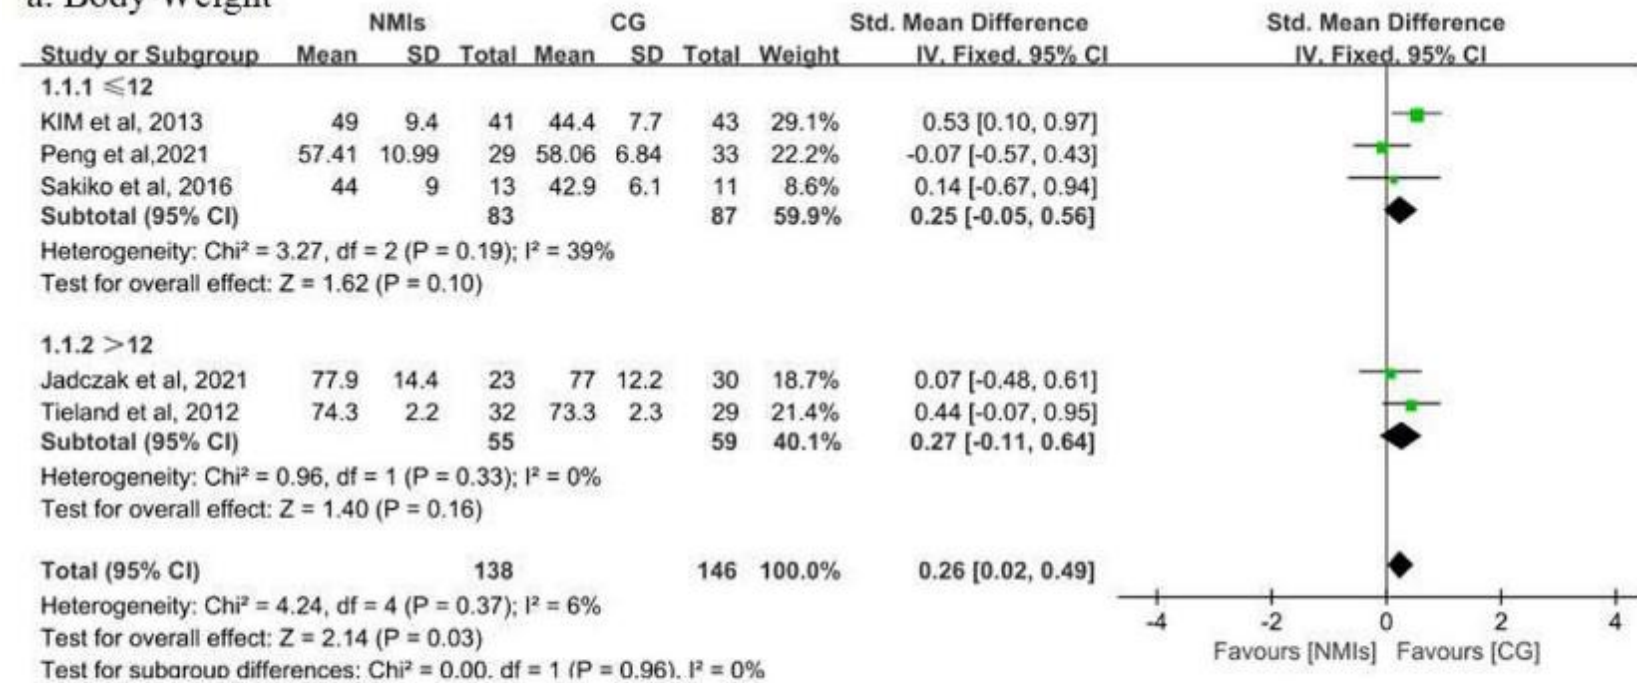 a. Body Weight
NMIs CG Std. Mean Difference Std. Mean Difference
Study or Subgroup Mean SD Total Mean SD Total Weight IV, Fixed, 95% CI IV, Fixed, 95% CI
1.1.1 ≤12
KIM et al, 2013 49 9.4 41 44.4 7.7 43 29.1% 0.53 [0.10, 0.97]
Peng et al,2021 57.41 10.99 29 58.06 6.84 33 22.2% -0.07 [-0.57, 0.43]
Sakiko et al, 2016 44 9 13 42.9 6.1 11 8.6% 0.14 [-0.67, 0.94]
Subtotal (95% CI) 83 87 59.9% 0.25 [-0.05, 0.56]
Heterogeneity: Chi² = 3.27, df = 2 (P = 0.19); I² = 39%
Test for overall effect: Z = 1.62 (P = 0.10)
1.1.2 >12
Jadczak et al, 2021 77.9 14.4 23 77 12.2 30 18.7% 0.07 [-0.48, 0.61]
Tieland et al, 2012 74.3 2.2 32 73.3 2.3 29 21.4% 0.44 [-0.07, 0.95]
Subtotal (95% CI) 55 59 40.1% 0.27 [-0.11, 0.64]
Heterogeneity: Chi² = 0.96, df = 1 (P = 0.33); I² = 0%
Test for overall effect: Z = 1.40 (P = 0.16)
Total (95% CI) 138 146 100.0% 0.26 [0.02, 0.49]
Heterogeneity: Chi² = 4.24, df = 4 (P = 0.37); I² = 6%
Test for overall effect: Z = 2.14 (P = 0.03)
Test for subgroup differences: Chi² = 0.00. df = 1 (P = 0.96). I² = 0%
-4 -2 0 2 4
Favours [NMIs] Favours [CG]